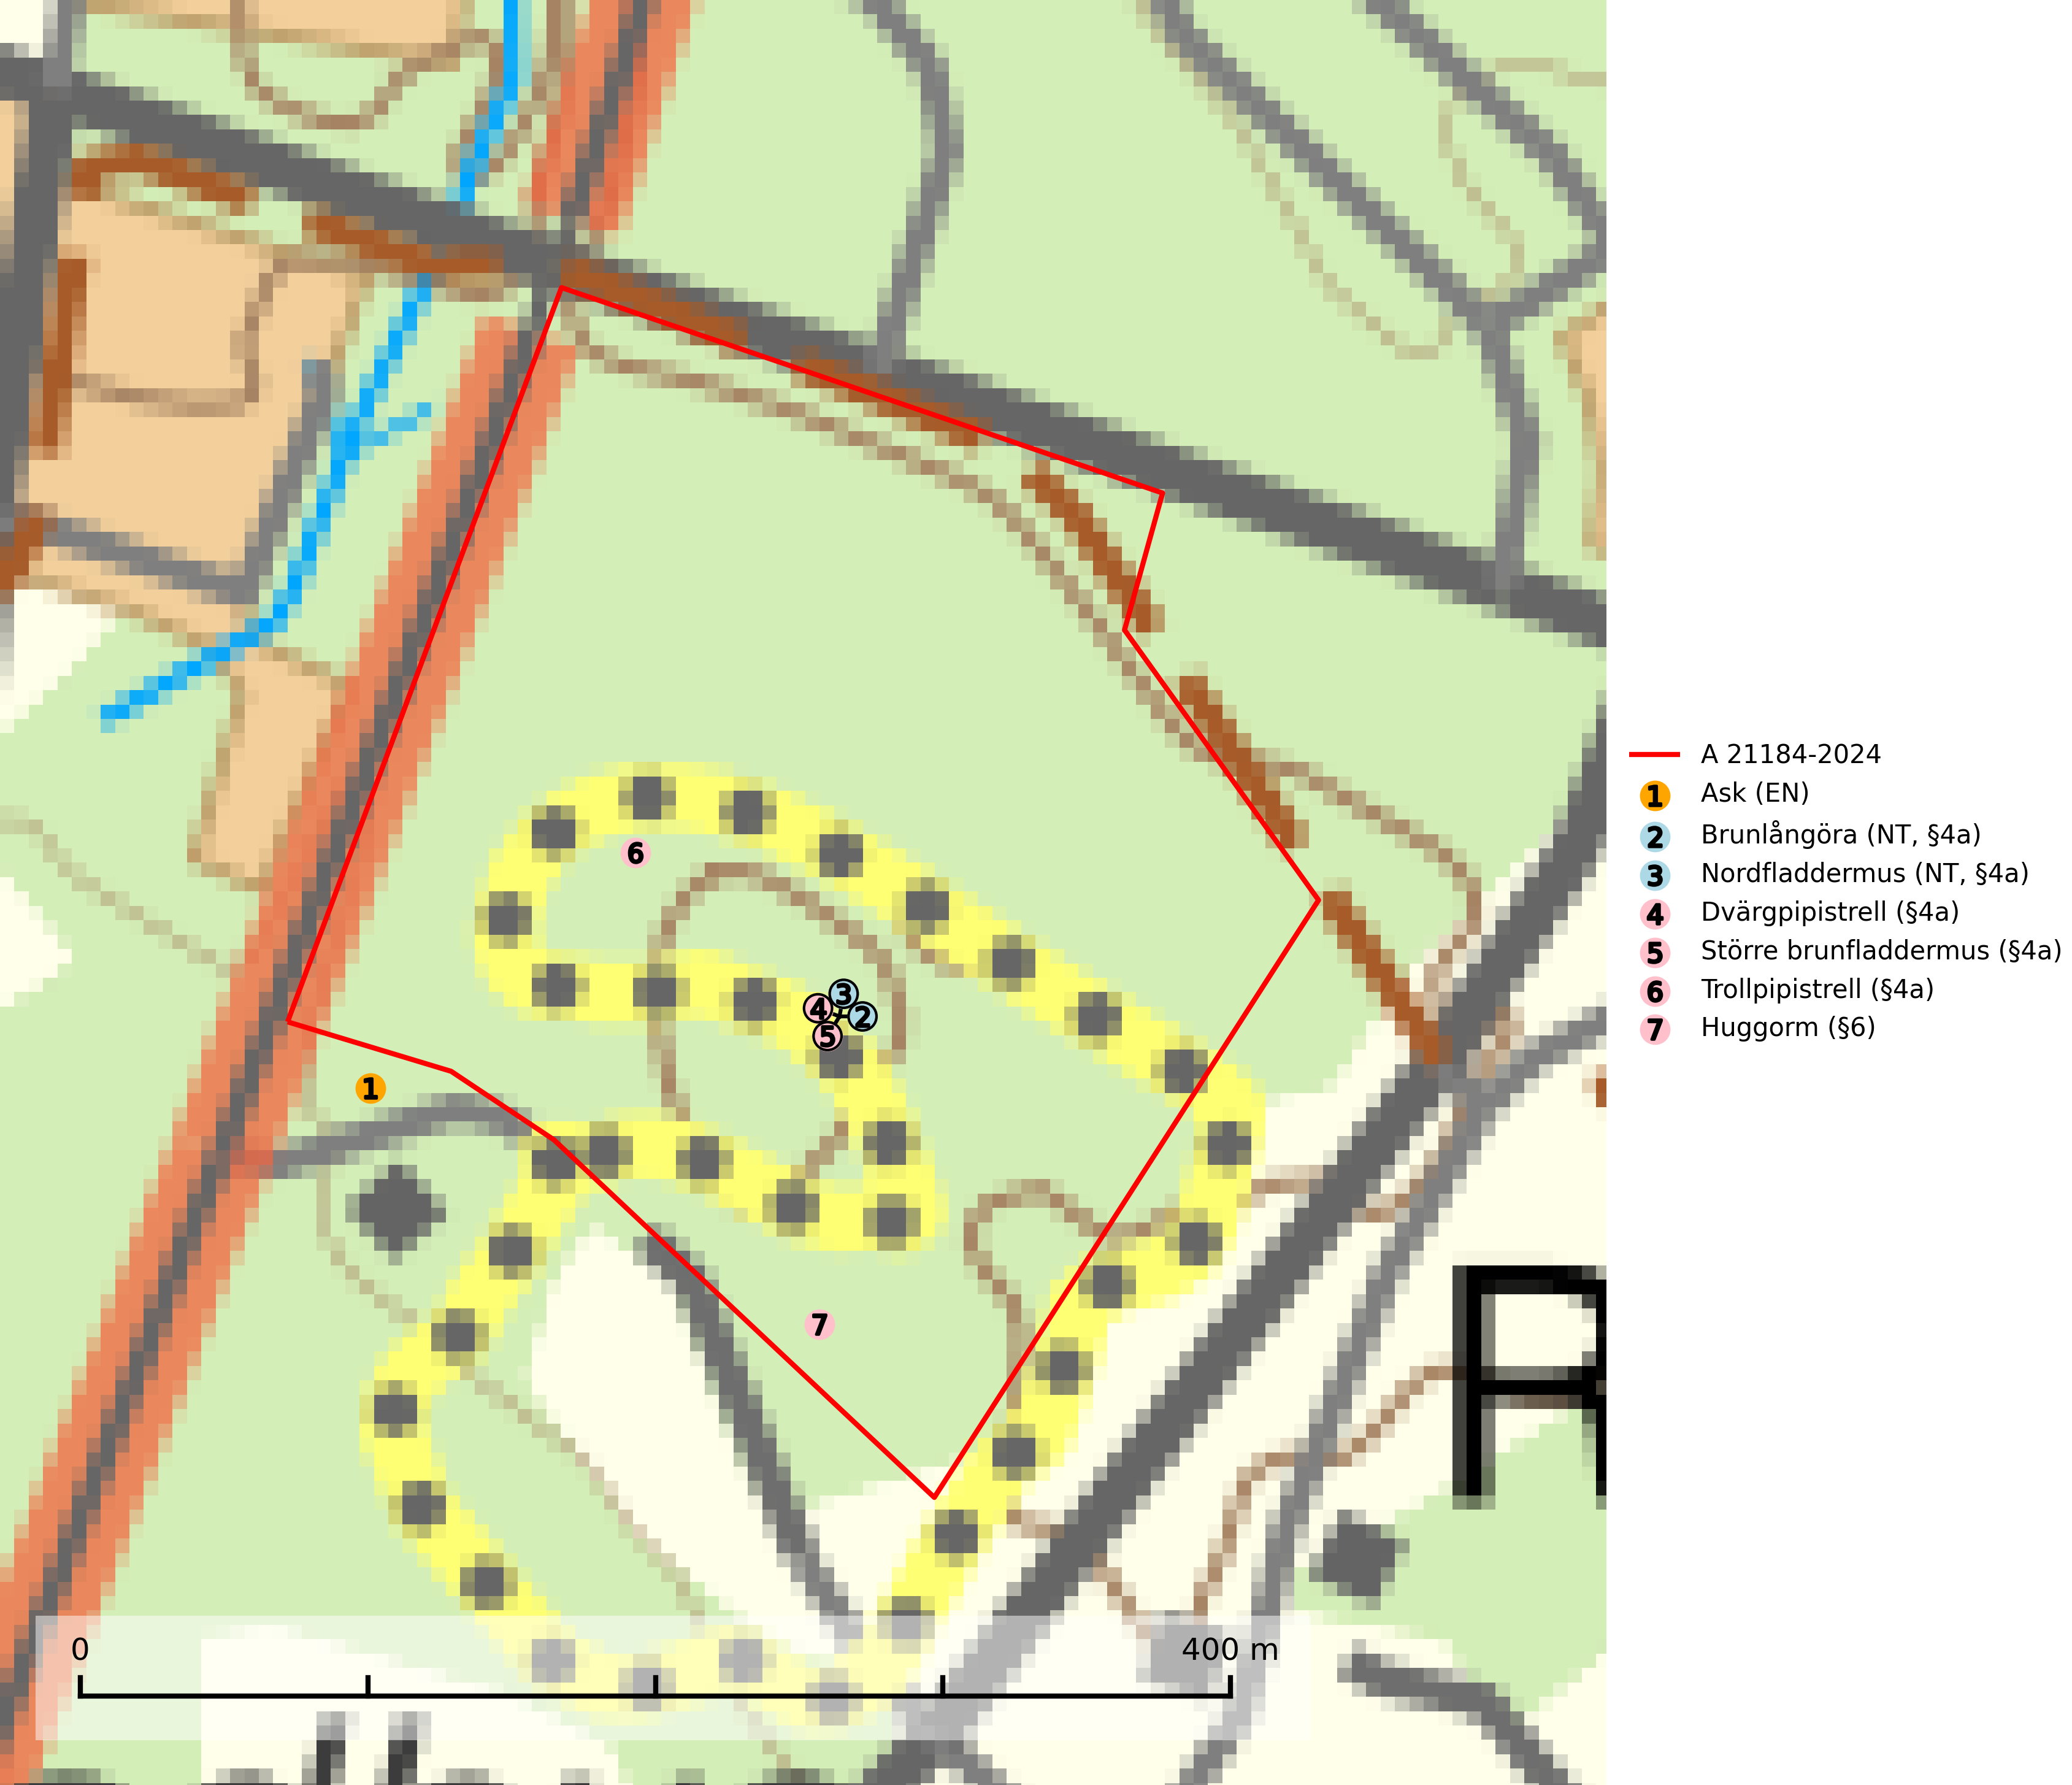 A 21184-2024
1 Ask (EN)
2 Brunlångöra (NT, §4a)
3 Nordfladdermus (NT, §4a)
4 Dvärgpipistrell (§4a)
5 Större brunfladdermus (§4a)
6 Trollpipistrell (§4a)
7 Huggorm (§6)
6
3
4
2
5
1
7
0
400 m